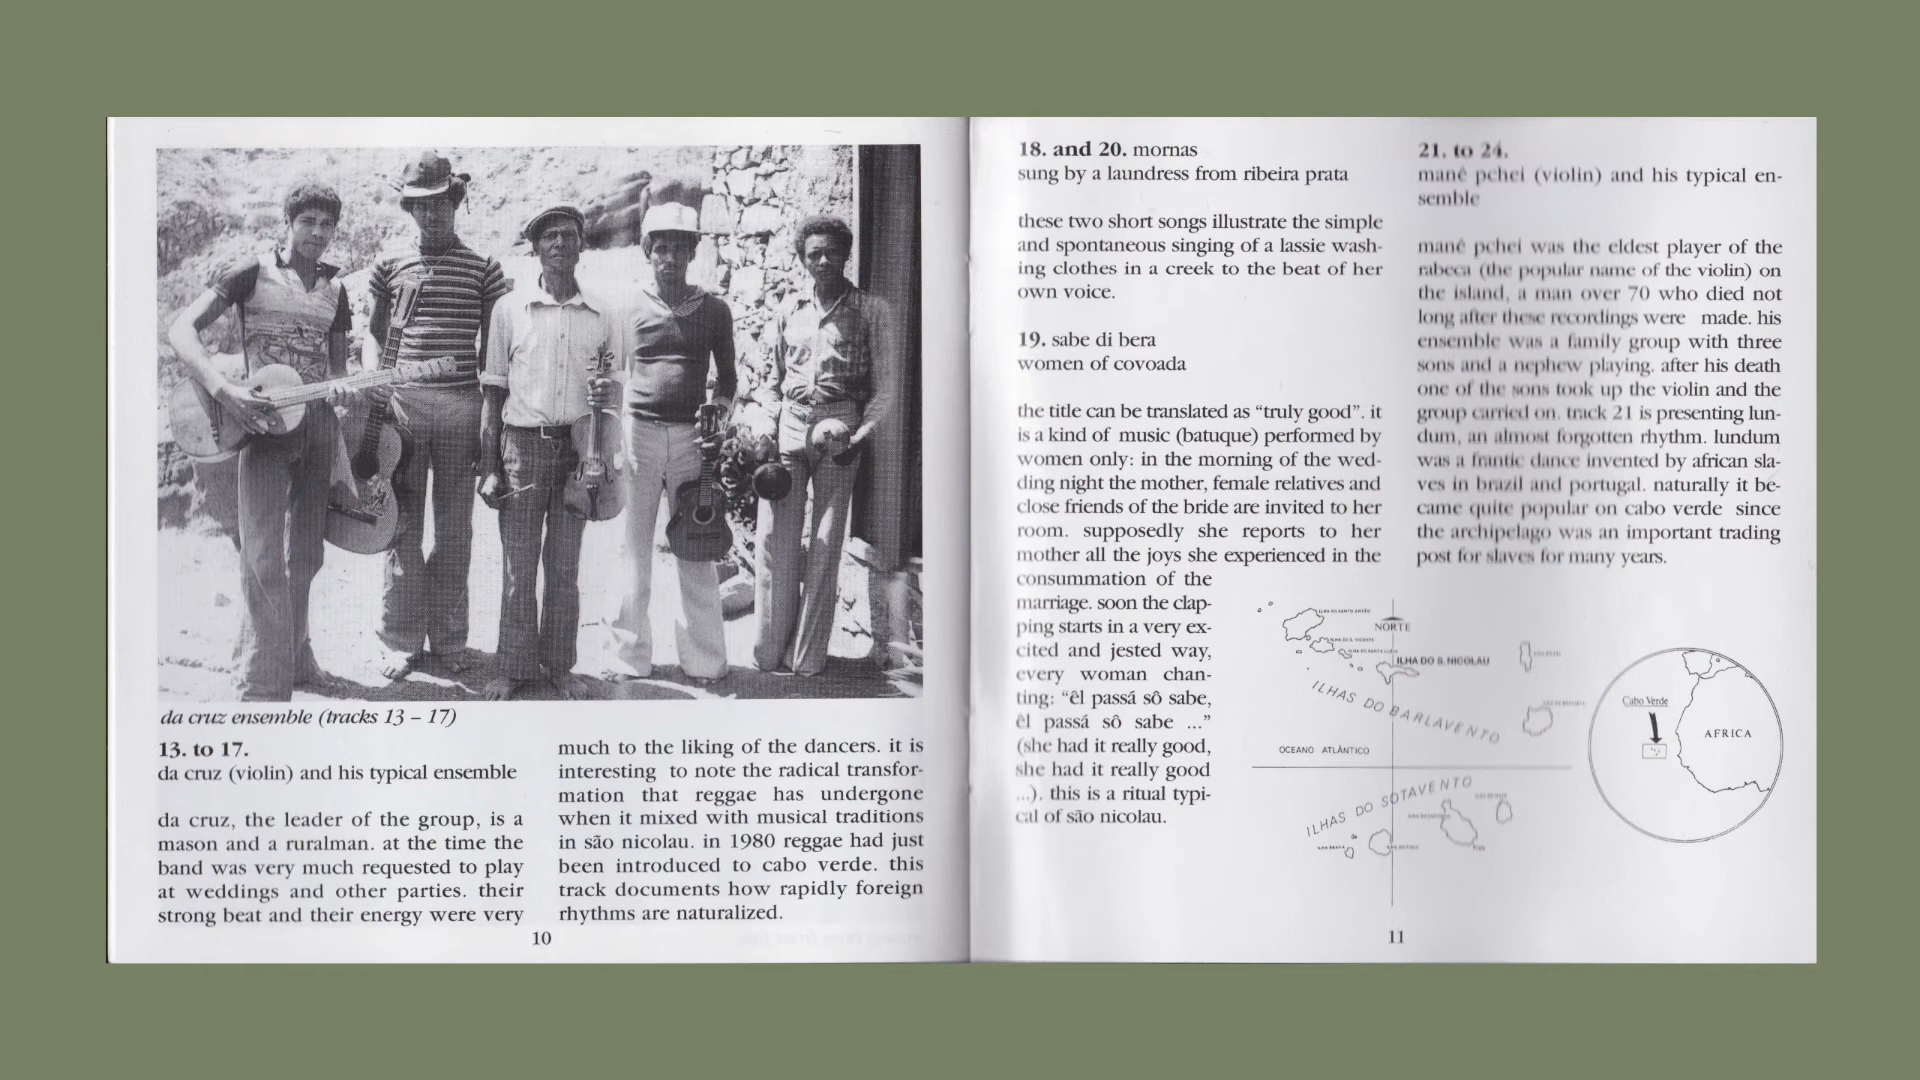 da cruz ensemble (tracks 13 – 17)
13. to 17.
da cruz (violin) and his typical ensemble
da cruz, the leader of the group, is a
mason and a ruralman. at the time the
band was very much requested to play
at weddings and other parties. their
strong beat and their energy were very
much to the liking of the dancers. it is
interesting to note the radical transfor-
mation that reggae has undergone
when it mixed with musical traditions
in são nicolau. in 1980 reggae had just
been introduced to cabo verde. this
track documents how rapidly foreign
rhythms are naturalized.
10
18. and 20. mornas
sung by a laundress from ribeira prata
these two short songs illustrate the simple
and spontaneous singing of a lassie wash-
ing clothes in a creek to the beat of her
own voice.
19. sabe di bera
women of covoada
the title can be translated as “truly good”. it
is a kind of music (batuque) performed by
women only: in the morning of the wed-
ding night the mother, female relatives and
close friends of the bride are invited to her
room. supposedly she reports to her
mother all the joys she experienced in the
consummation of the
marriage. soon the clap-
ping starts in a very ex-
cited and jested way,
every woman chan-
ting: “êl passá sô sabe,
êl passá sô sabe ...”
(she had it really good,
she had it really good
...). this is a ritual typi-
cal of são nicolau.
21. to 24.
mané pchei (violin) and his typical en-
semble
mané pchei was the eldest player of the
rabeca (the popular name of the violin) on
the island, a man over 70 who died not
long after these recordings were made. his
ensemble was a family group with three
sons and a nephew playing. after his death
one of the sons took up the violin and the
group carried on. track 21 is presenting lun-
dum, an almost forgotten rhythm. lundum
was a frantic dance invented by african sla-
ves in brazil and portugal. naturally it be-
came quite popular on cabo verde since
the archipelago was an important trading
post for slaves for many years.
ILHA DO SANTO ANTÃO
NORTE
ILHA DO S. VICENTE
ILHA DO SANTA LUZIA
ILHA DO S. NICOLAU
ILHAS DO BARLAVENTO
OCEANO ATLÂNTICO
ILHAS DO SOTAVENTO
Cabo Verde
AFRICA
11